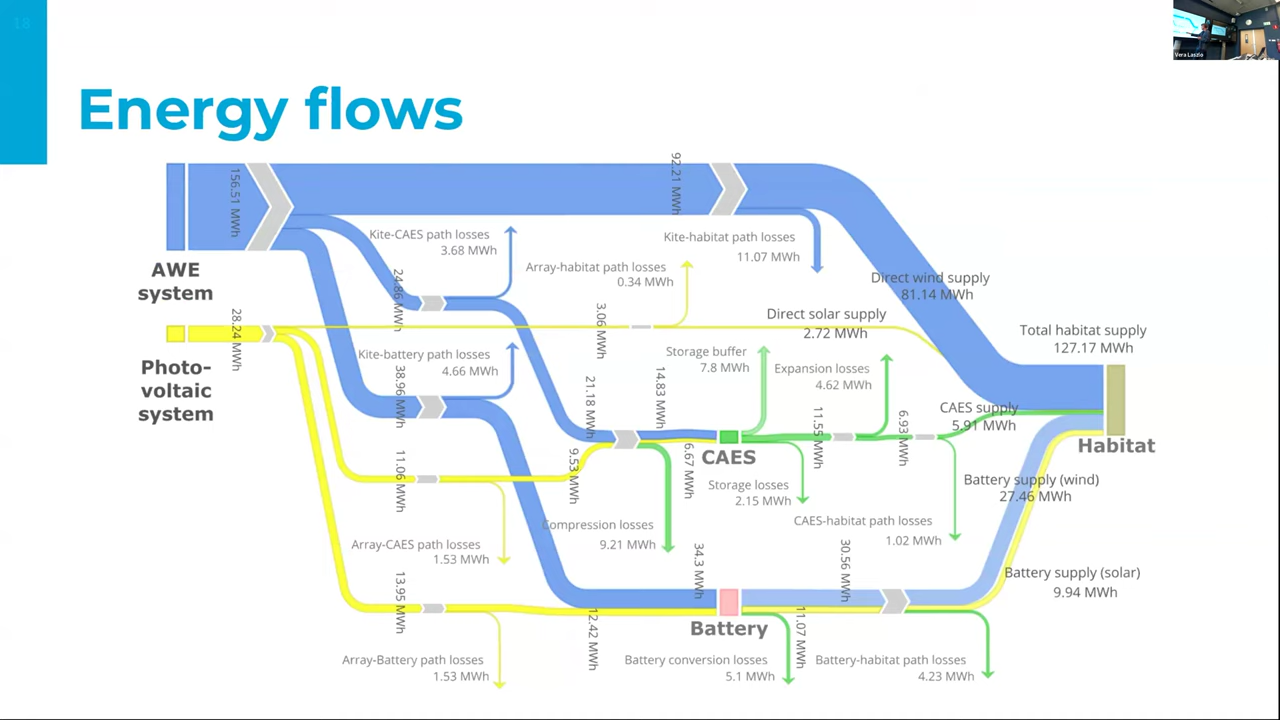 18
Energy flows
Vera Laszlo
156.51 MWh
92.21 MWh
AWE
system
Kite-CAES path losses
3.68 MWh
Kite-habitat path losses
11.07 MWh
Array-habitat path losses
0.34 MWh
24.86 MWh
Direct wind supply
81.14 MWh
28.24 MWh
3.06 MWh
Direct solar supply
2.72 MWh
Total habitat supply
127.17 MWh
Photo-
voltaic
system
Kite-battery path losses
4.66 MWh
38.96 MWh
Storage buffer
7.8 MWh
Expansion losses
4.62 MWh
21.18 MWh
14.83 MWh
11.55 MWh
6.93 MWh
CAES supply
5.91 MWh
Habitat
CAES
11.06 MWh
9.53 MWh
6.67 MWh
Storage losses
2.15 MWh
Battery supply (wind)
27.46 MWh
Compression losses
9.21 MWh
CAES-habitat path losses
1.02 MWh
Array-CAES path losses
1.53 MWh
34.3 MWh
30.56 MWh
Battery supply (solar)
9.94 MWh
13.95 MWh
12.42 MWh
Battery
11.07 MWh
Array-Battery path losses
1.53 MWh
Battery conversion losses
5.1 MWh
Battery-habitat path losses
4.23 MWh